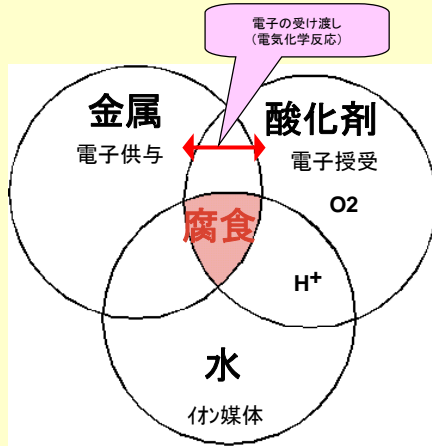 電子の受け渡し
(電気化学反応)
金属
電子供与
酸化剤
電子授受
O2
腐食
H+
水
イオン媒体